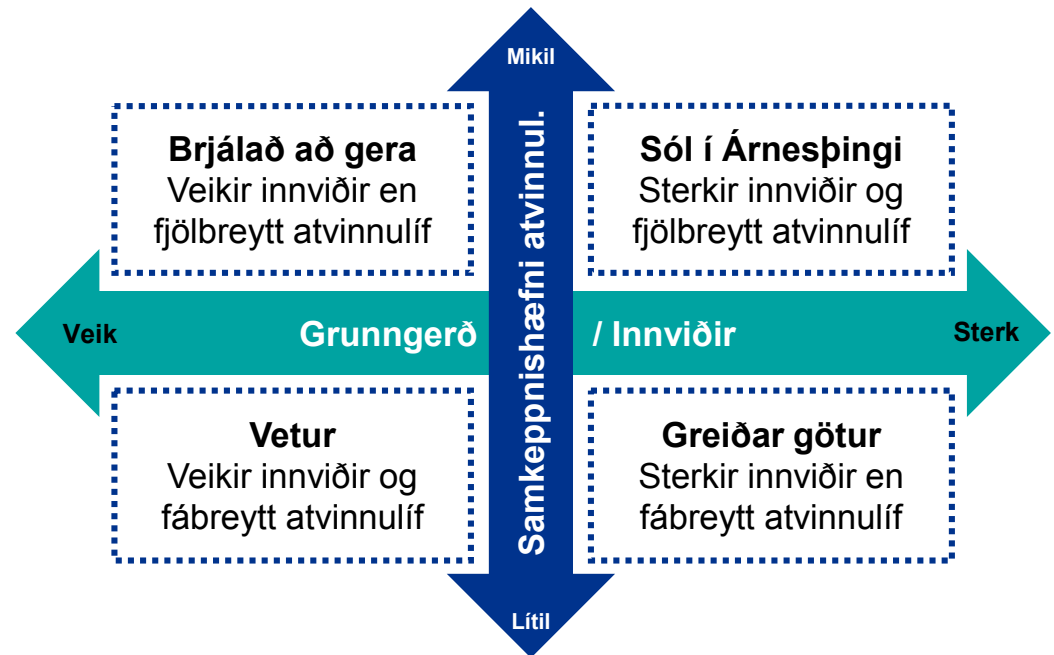 Mikil
Brjálað að gera
Veikir innviðir en
fjölbreytt atvinnulíf
Sól í Árnesþingi
Sterkir innviðir og
fjölbreytt atvinnulíf
Samkeppnishæfni atvinnul.
Veik
Grunngerð / Innviðir
Sterk
Vetur
Veikir innviðir og
fábreytt atvinnulíf
Greiðar götur
Sterkir innviðir en
fábreytt atvinnulíf
Lítil